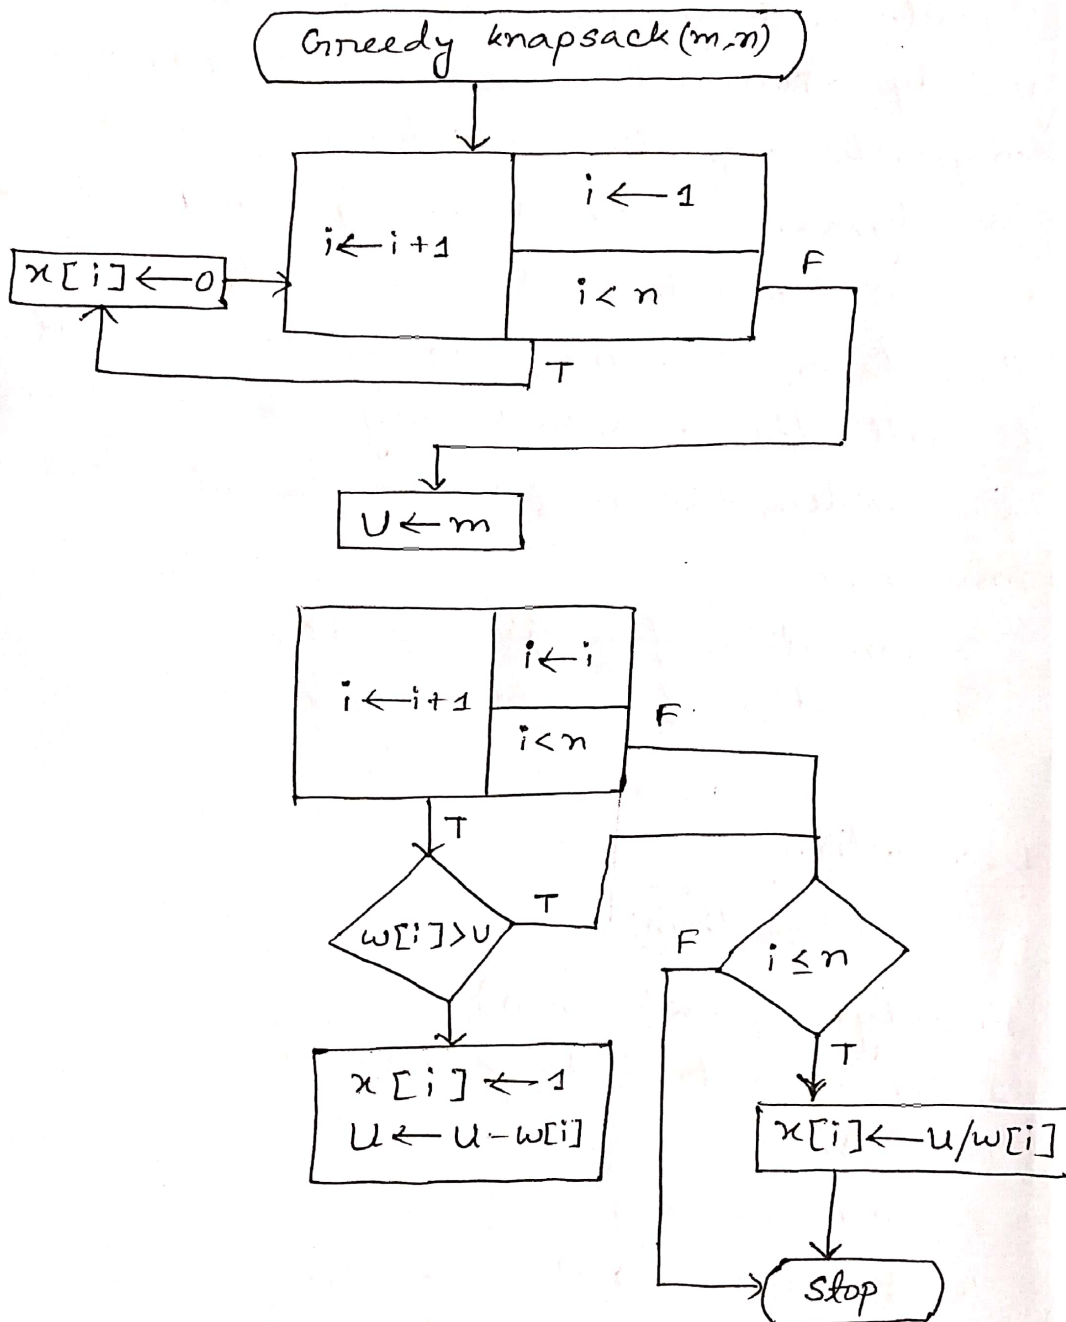 Greedy knapsack(m,n)
i ← 1
i ← i + 1
F
x[i] ← 0
i < n
T
U ← m
i ← i
i ← i + 1
F
i < n
T
T
w[i] > U
F
i ≤ n
T
x[i] ← 1
U ← U - w[i]
x[i] ← U/w[i]
Stop